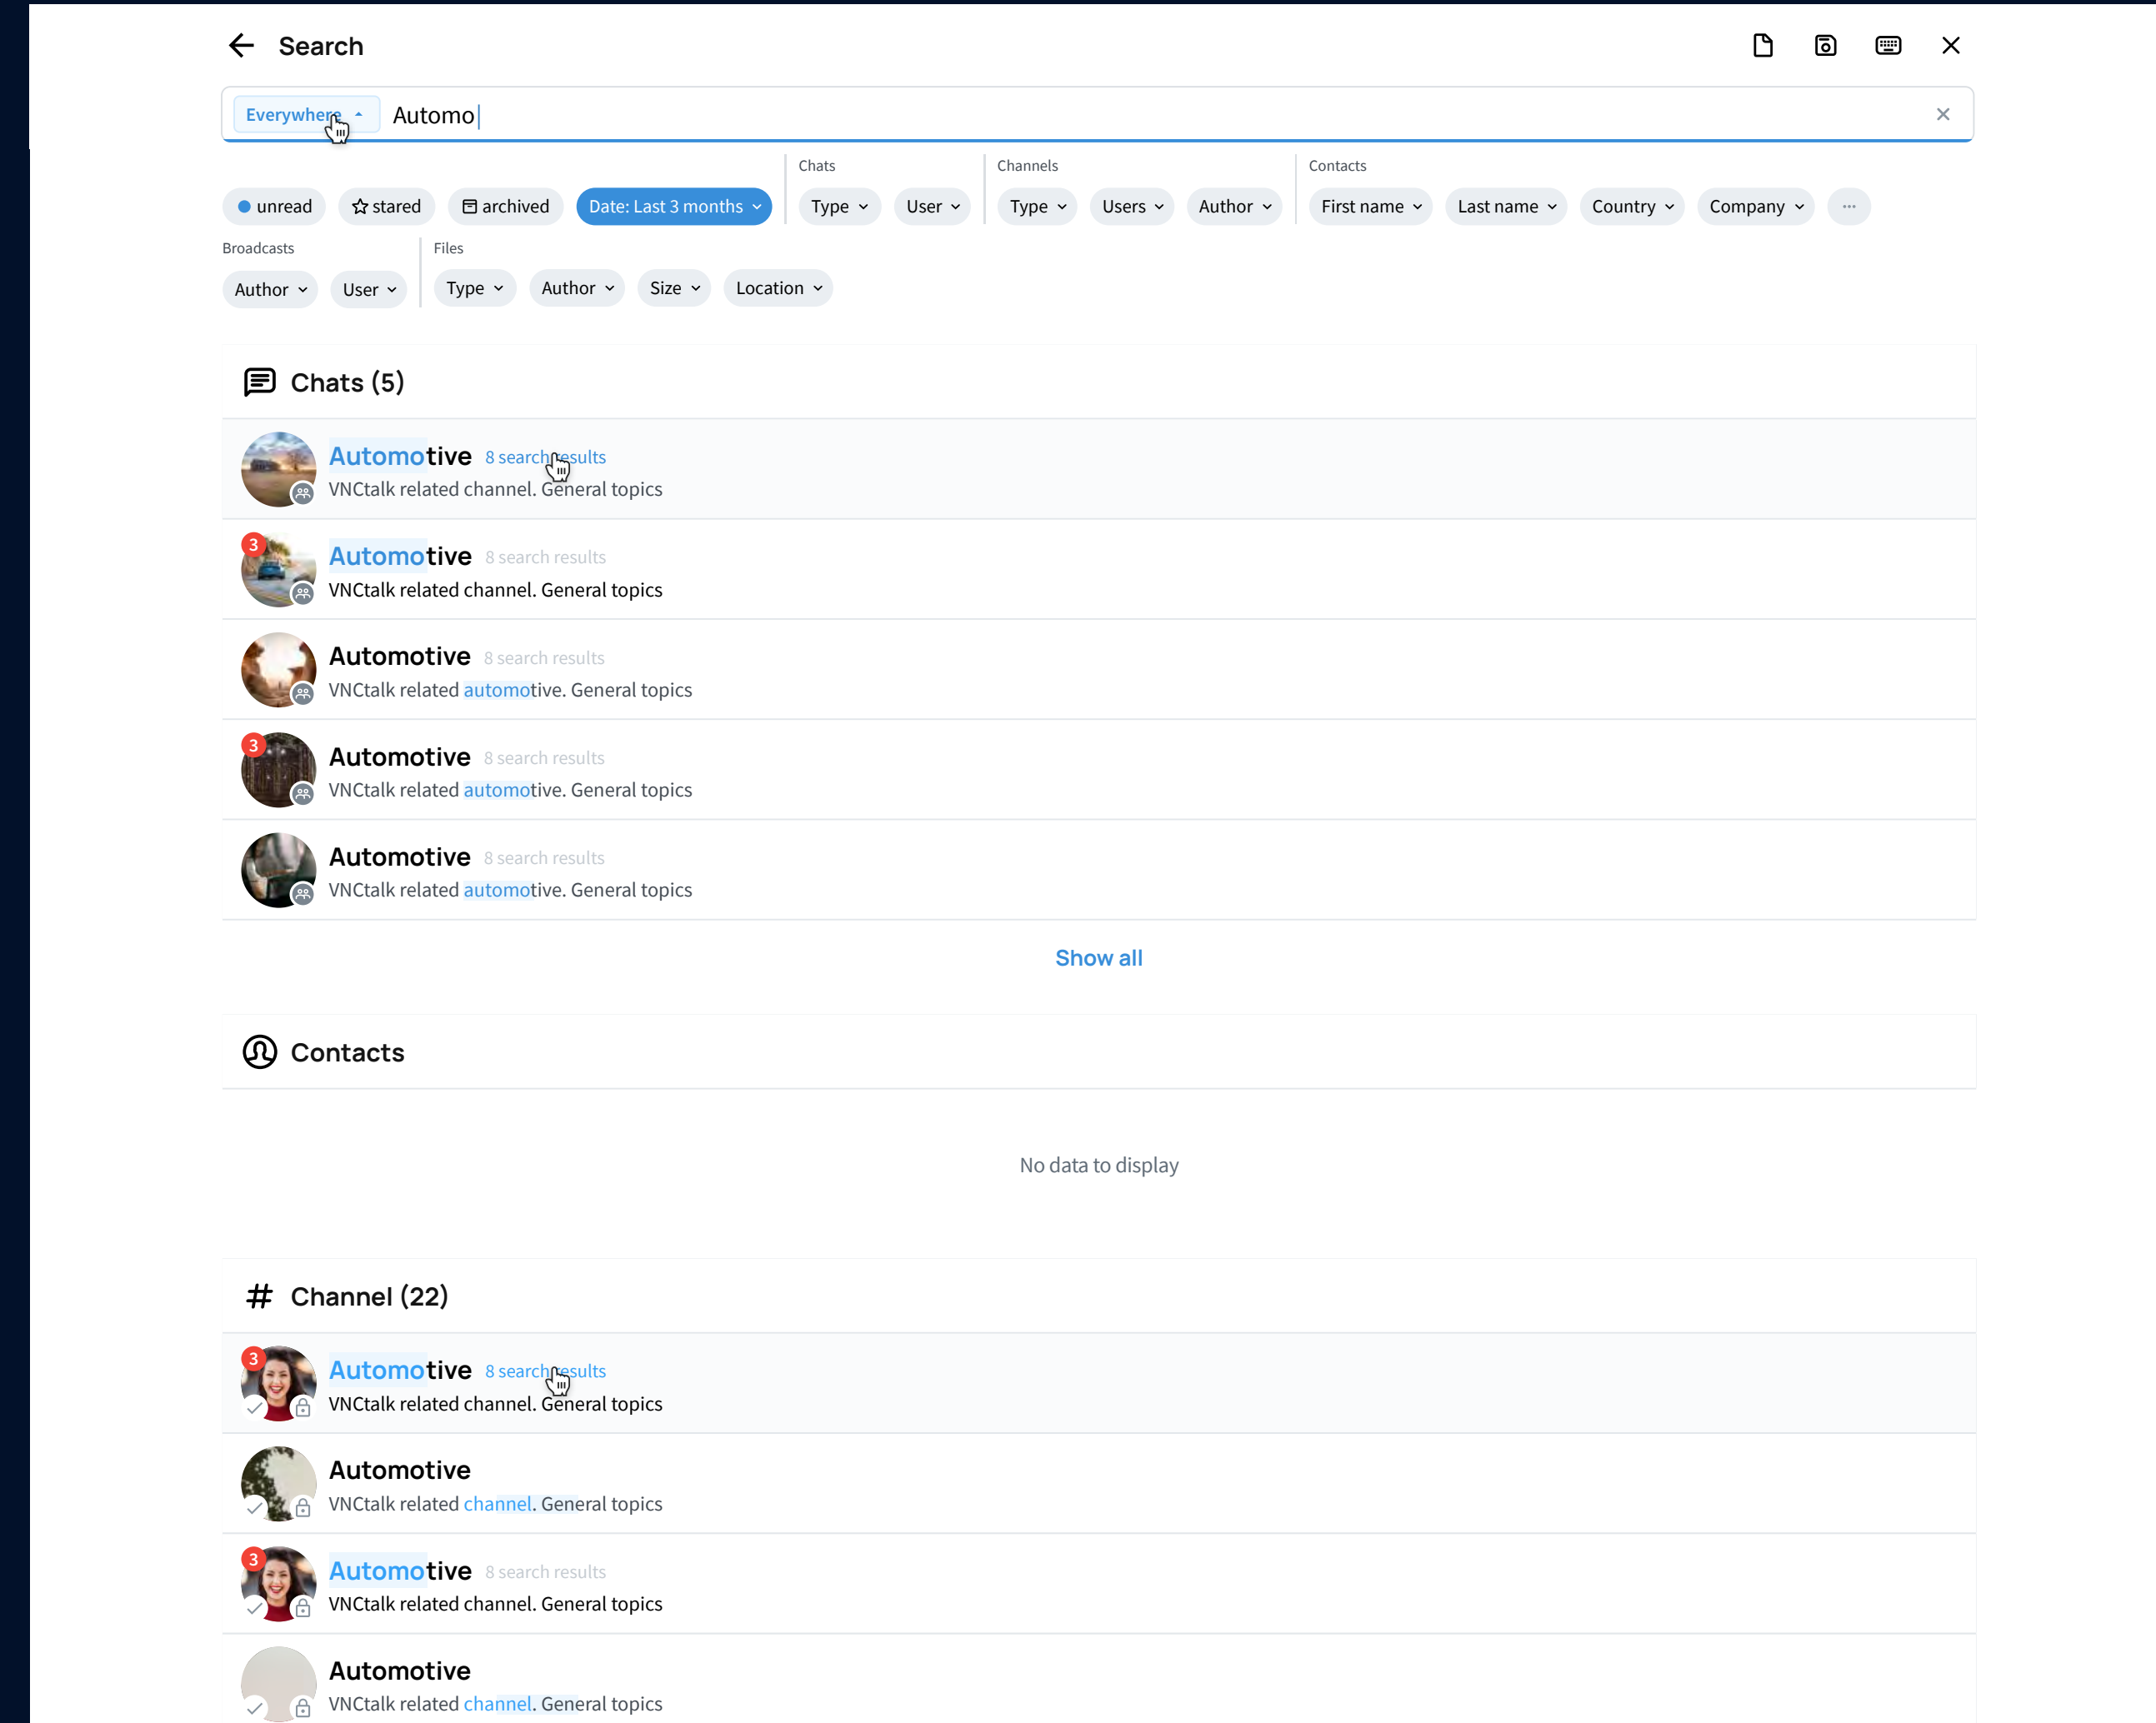 Search
Everywhere Automo
unread stared archived Date: Last 3 months
Chats
Type User
Channels
Type Users Author
Contacts
First name Last name Country Company ...
Broadcasts
Author User
Files
Type Author Size Location
Chats (5)
Automotive 8 search results
VNCtalk related channel. General topics
3
Automotive 8 search results
VNCtalk related channel. General topics
Automotive 8 search results
VNCtalk related automotive. General topics
3
Automotive 8 search results
VNCtalk related automotive. General topics
Automotive 8 search results
VNCtalk related automotive. General topics
Show all
Contacts
No data to display
# Channel (22)
3
Automotive 8 search results
VNCtalk related channel. General topics
Automotive
VNCtalk related channel. General topics
3
Automotive 8 search results
VNCtalk related channel. General topics
Automotive
VNCtalk related channel. General topics